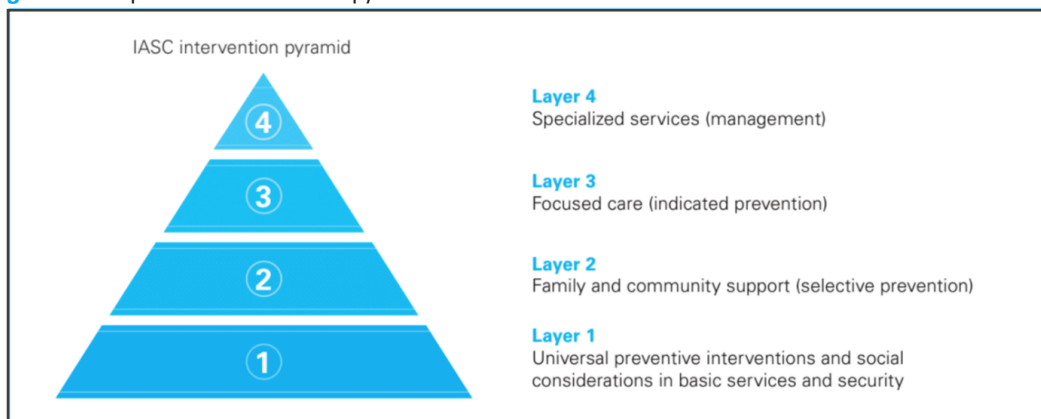 IASC intervention pyramid
4
Layer 4
Specialized services (management)
3
Layer 3
Focused care (indicated prevention)
2
Layer 2
Family and community support (selective prevention)
1
Layer 1
Universal preventive interventions and social
considerations in basic services and security